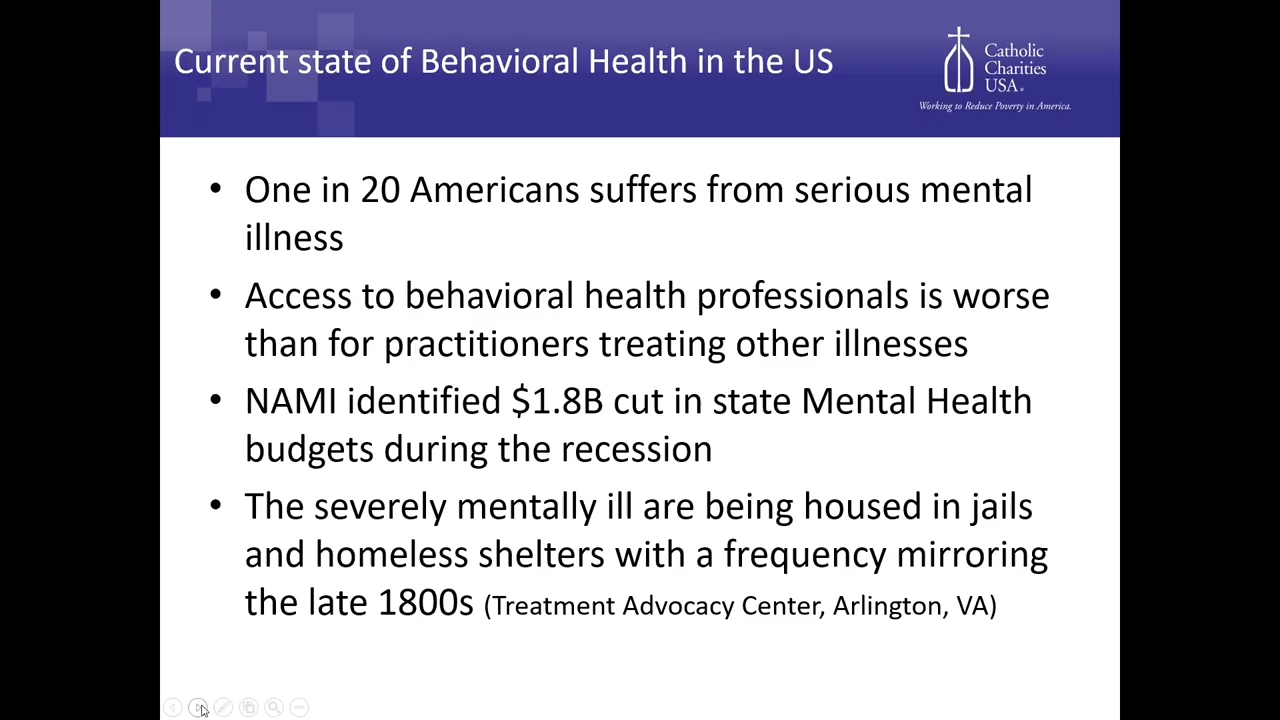 Current state of Behavioral Health in the US
Catholic
Charities
USA®
Working to Reduce Poverty in America.
• One in 20 Americans suffers from serious mental
illness
• Access to behavioral health professionals is worse
than for practitioners treating other illnesses
• NAMI identified $1.8B cut in state Mental Health
budgets during the recession
• The severely mentally ill are being housed in jails
and homeless shelters with a frequency mirroring
the late 1800s (Treatment Advocacy Center, Arlington, VA)